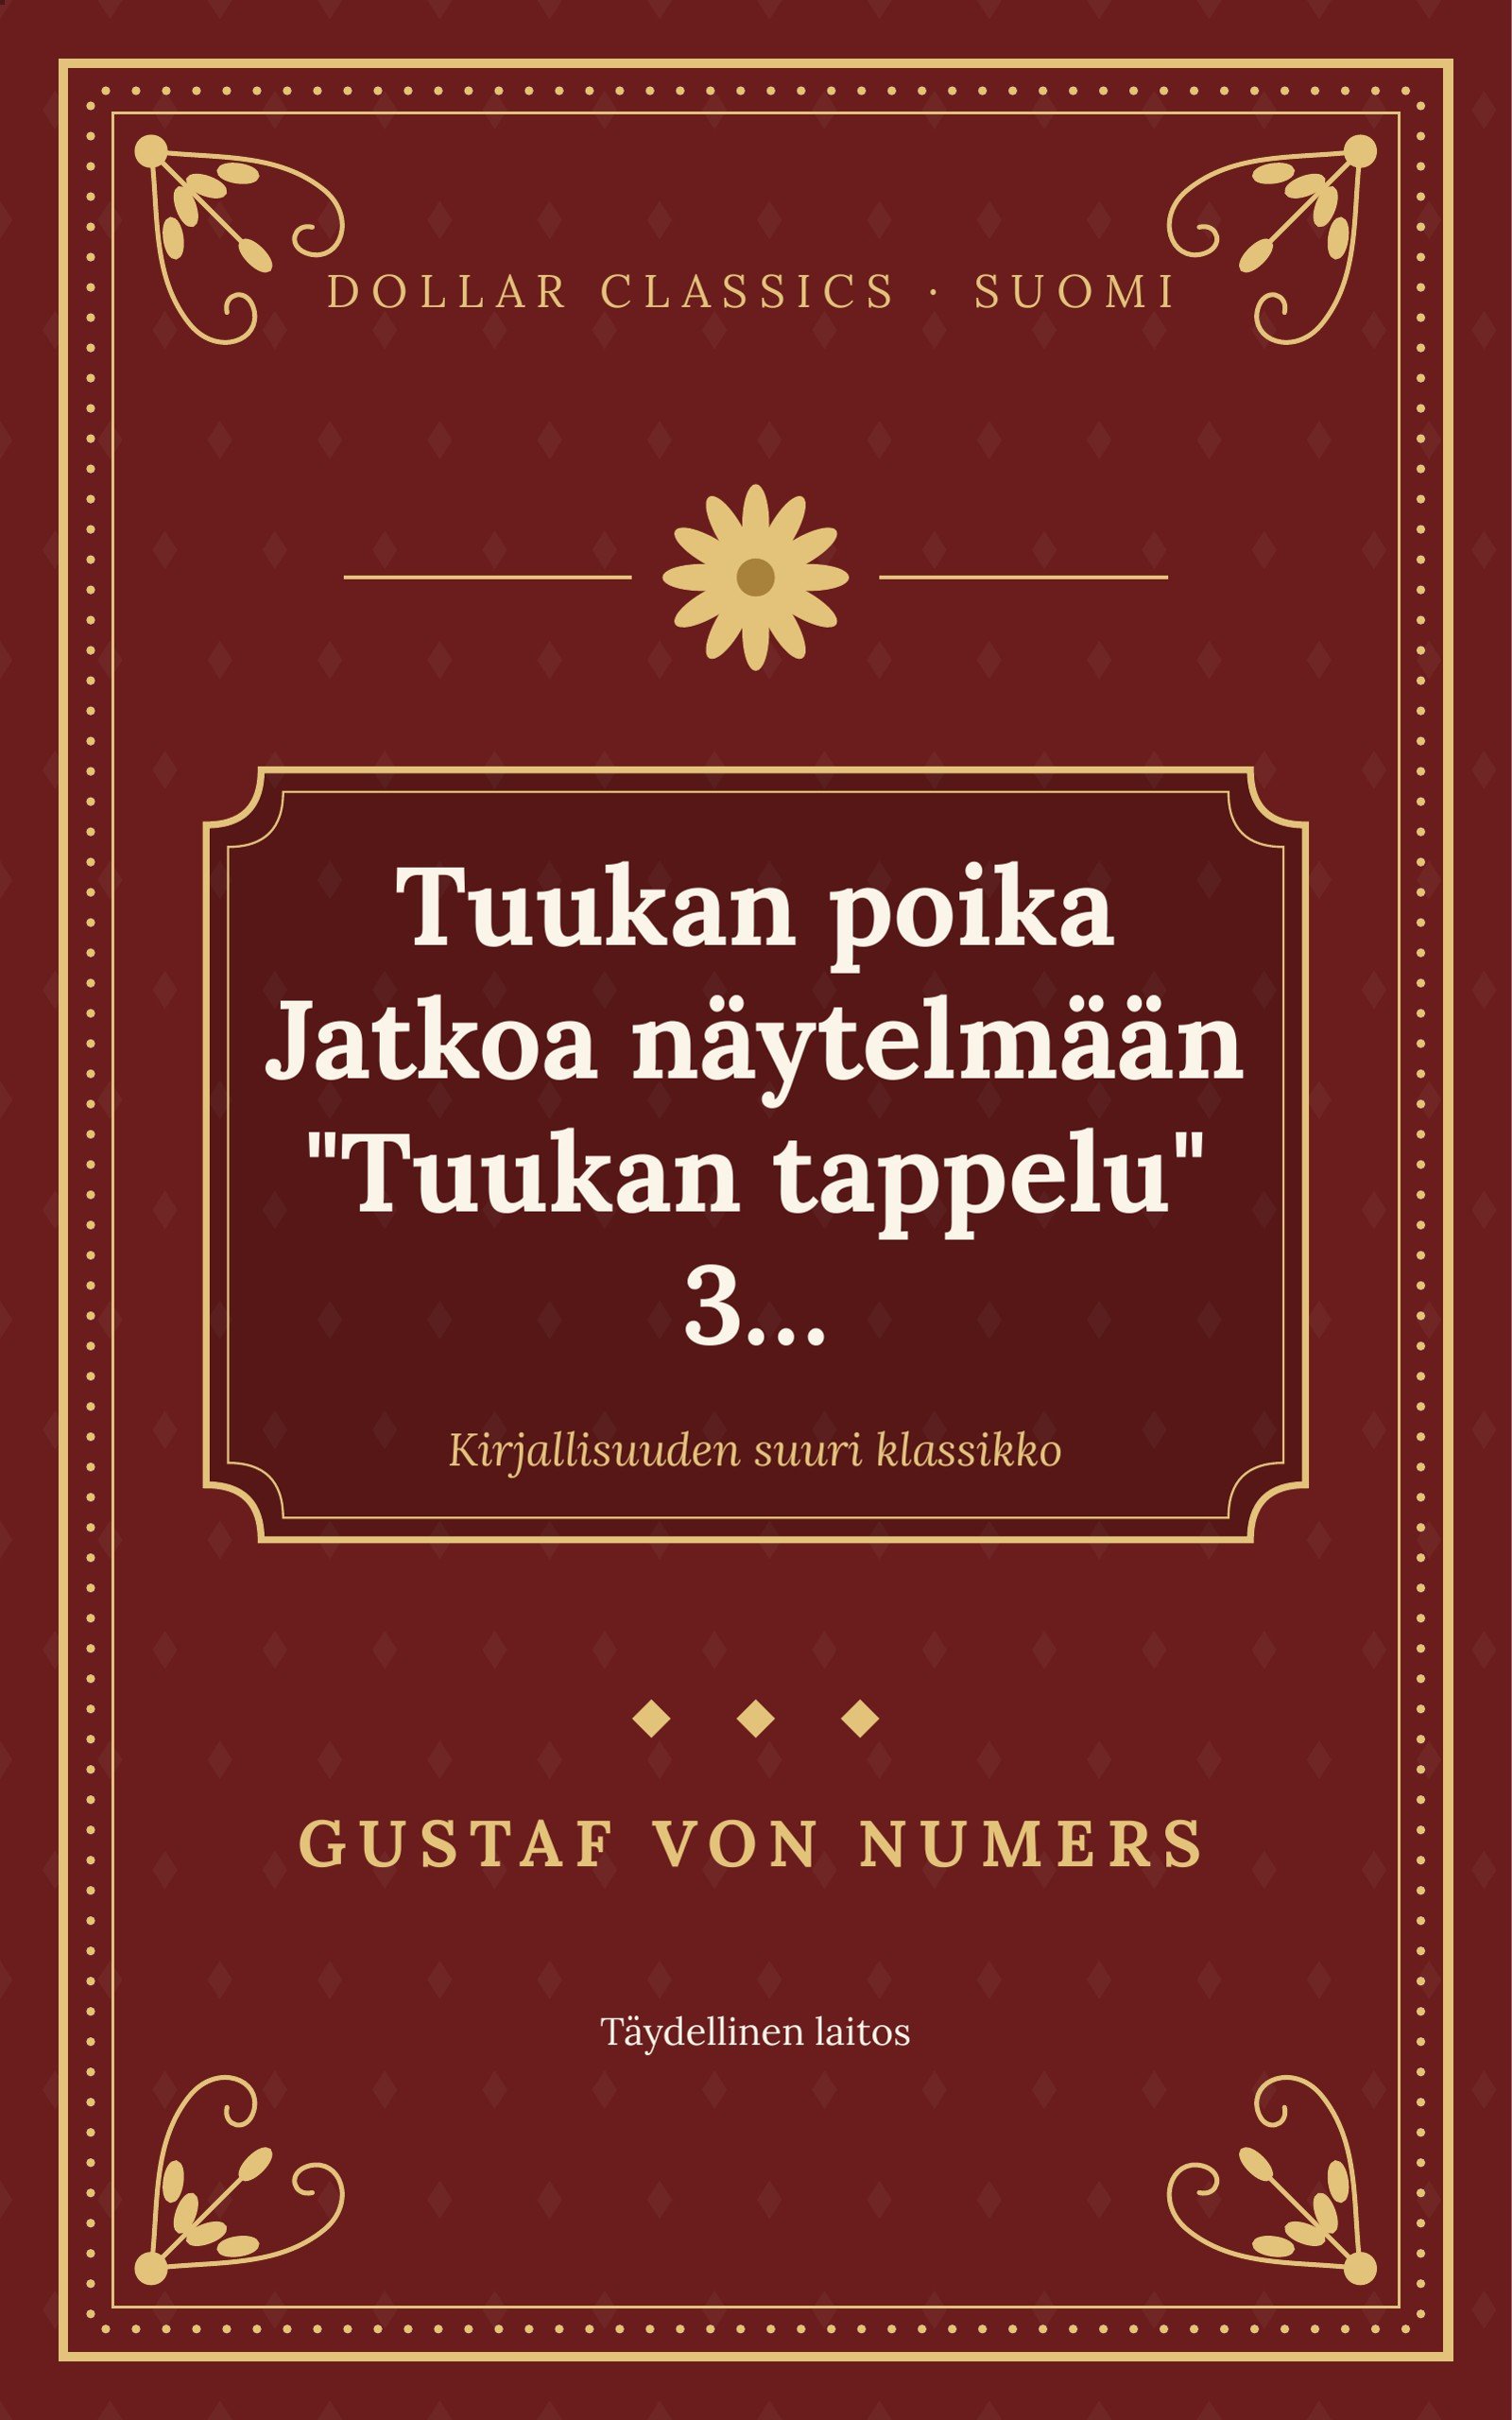 DOLLAR CLASSICS · SUOMI
Tuukan poika
Jatkoa näytelmään
"Tuukan tappelu"
3...
Kirjallisuuden suuri klassikko
GUSTAF VON NUMERS
Täydellinen laitos